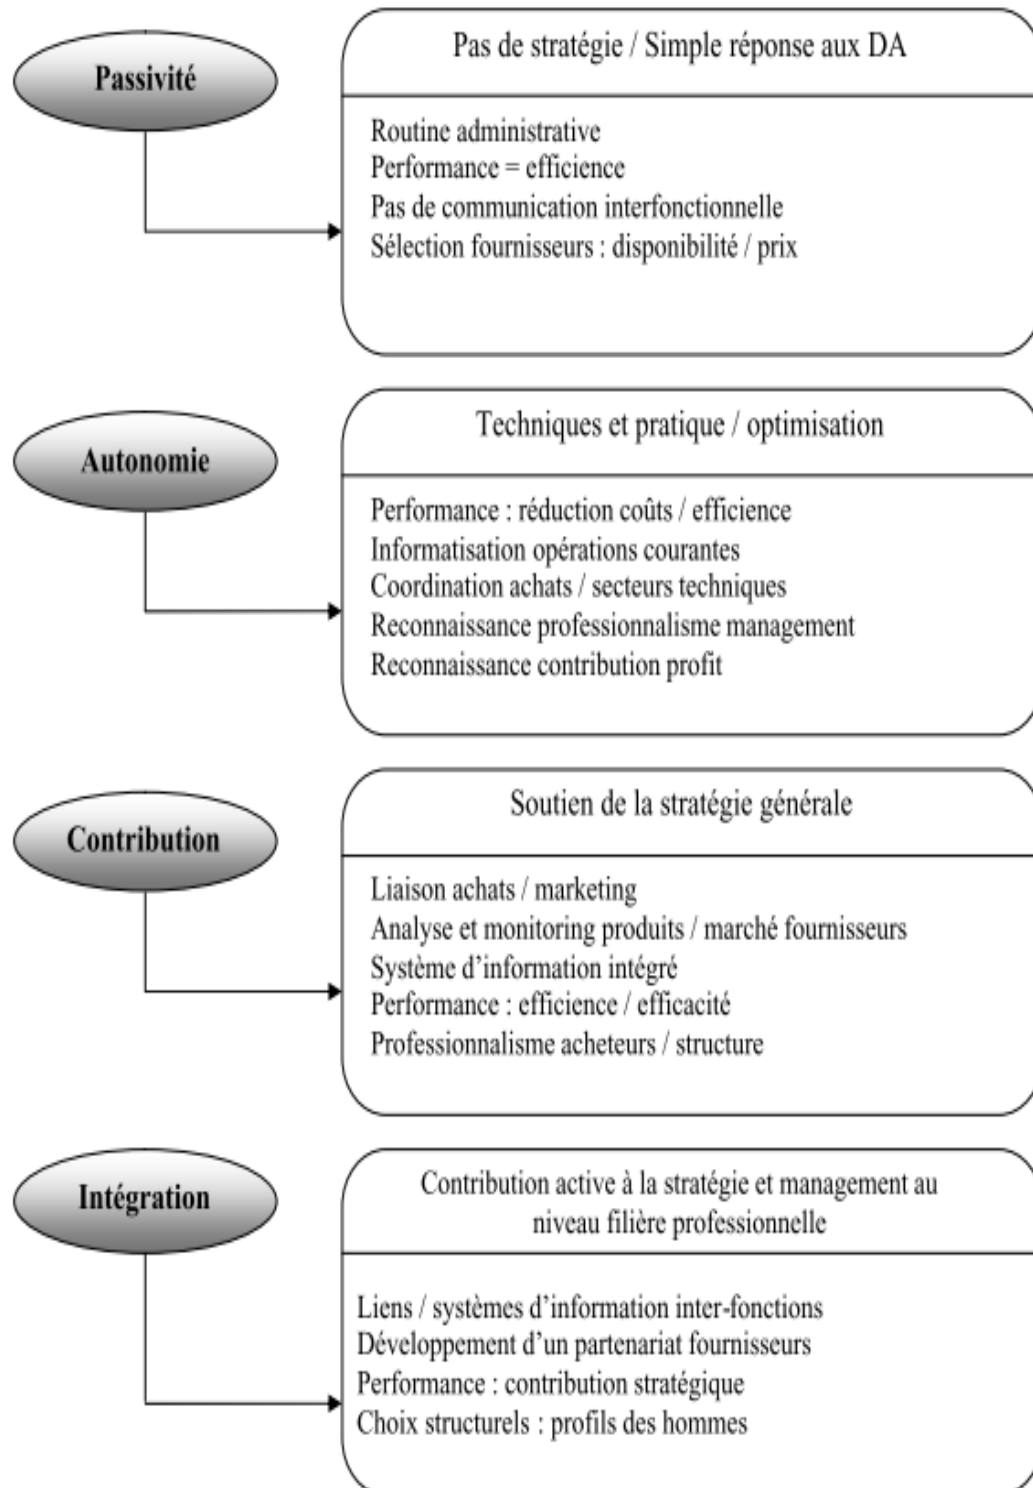 Passivité
Pas de stratégie / Simple réponse aux DA
Routine administrative
Performance = efficience
Pas de communication interfonctionnelle
Sélection fournisseurs : disponibilité / prix
Autonomie
Techniques et pratique / optimisation
Performance : réduction coûts / efficience
Informatisation opérations courantes
Coordination achats / secteurs techniques
Reconnaissance professionnalisme management
Reconnaissance contribution profit
Contribution
Soutien de la stratégie générale
Liaison achats / marketing
Analyse et monitoring produits / marché fournisseurs
Système d’information intégré
Performance : efficience / efficacité
Professionnalisme acheteurs / structure
Intégration
Contribution active à la stratégie et management au
niveau filière professionnelle
Liens / systèmes d’information inter-fonctions
Développement d’un partenariat fournisseurs
Performance : contribution stratégique
Choix structurels : profils des hommes